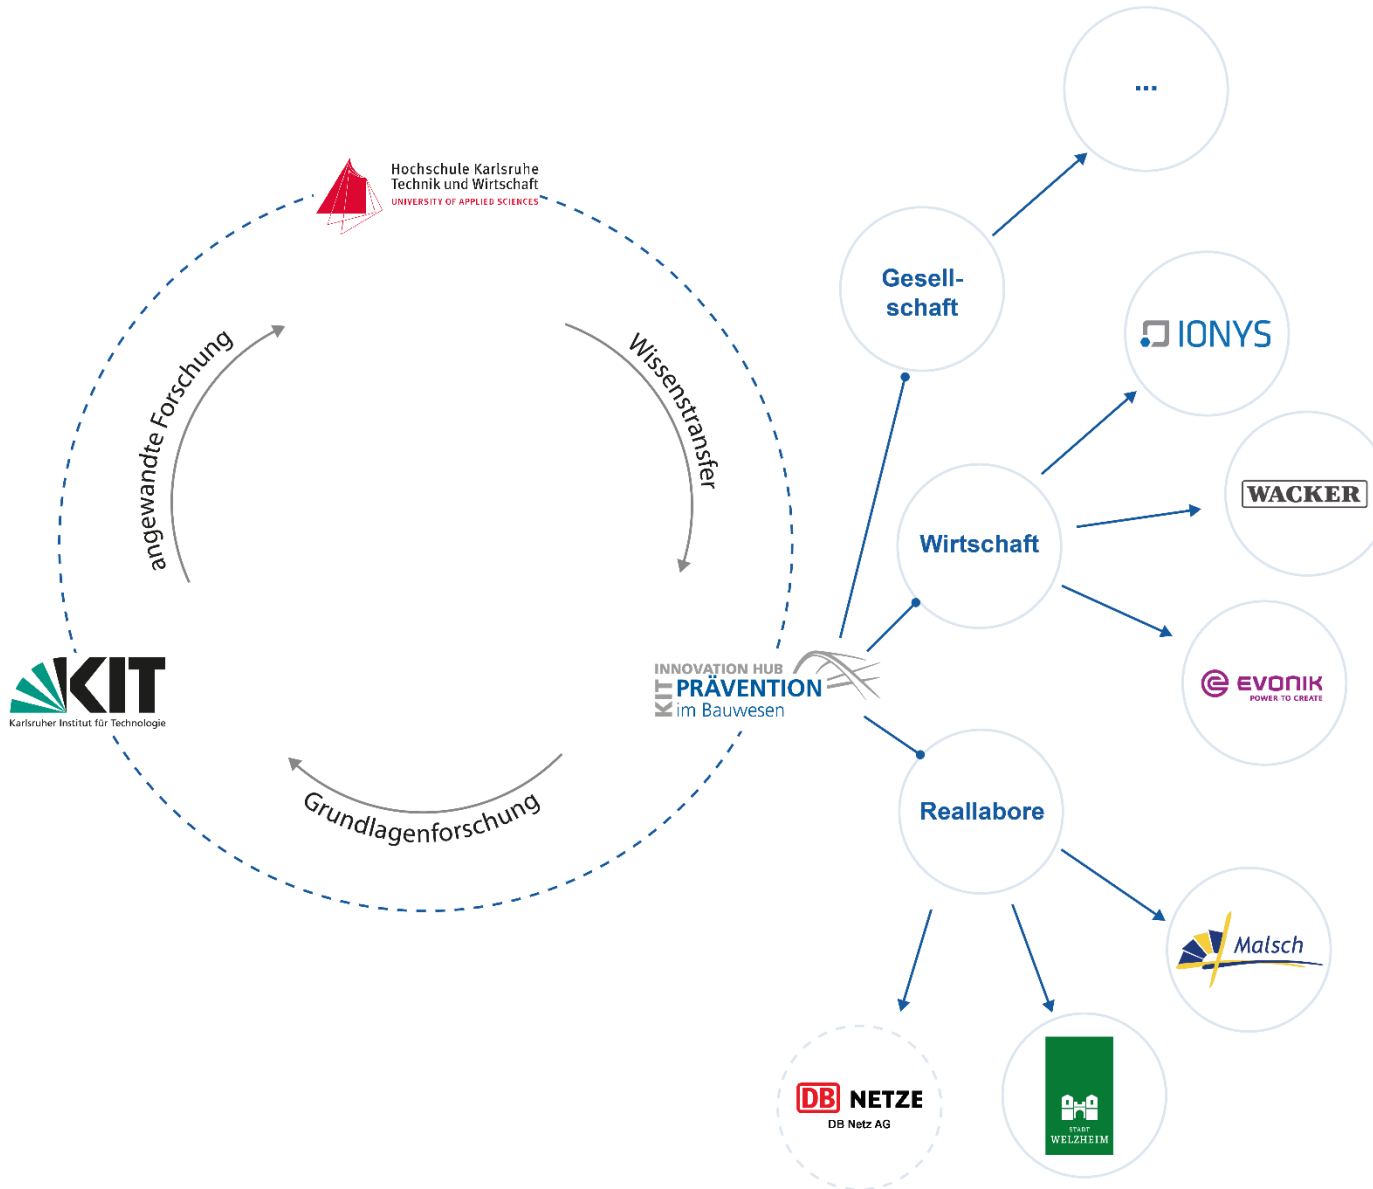 ...
Hochschule Karlsruhe
Technik und Wirtschaft
UNIVERSITY OF APPLIED SCIENCES
Gesell-
schaft
IONYS
angewandte Forschung
Wissenstransfer
WACKER
Wirtschaft
KIT
Karlsruher Institut für Technologie
INNOVATION HUB
KIT
PRÄVENTION
im Bauwesen
EVONIK
POWER TO CREATE
Grundlagenforschung
Reallabore
Malsch
DB NETZE
DB Netz AG
STADT
WELZHEIM